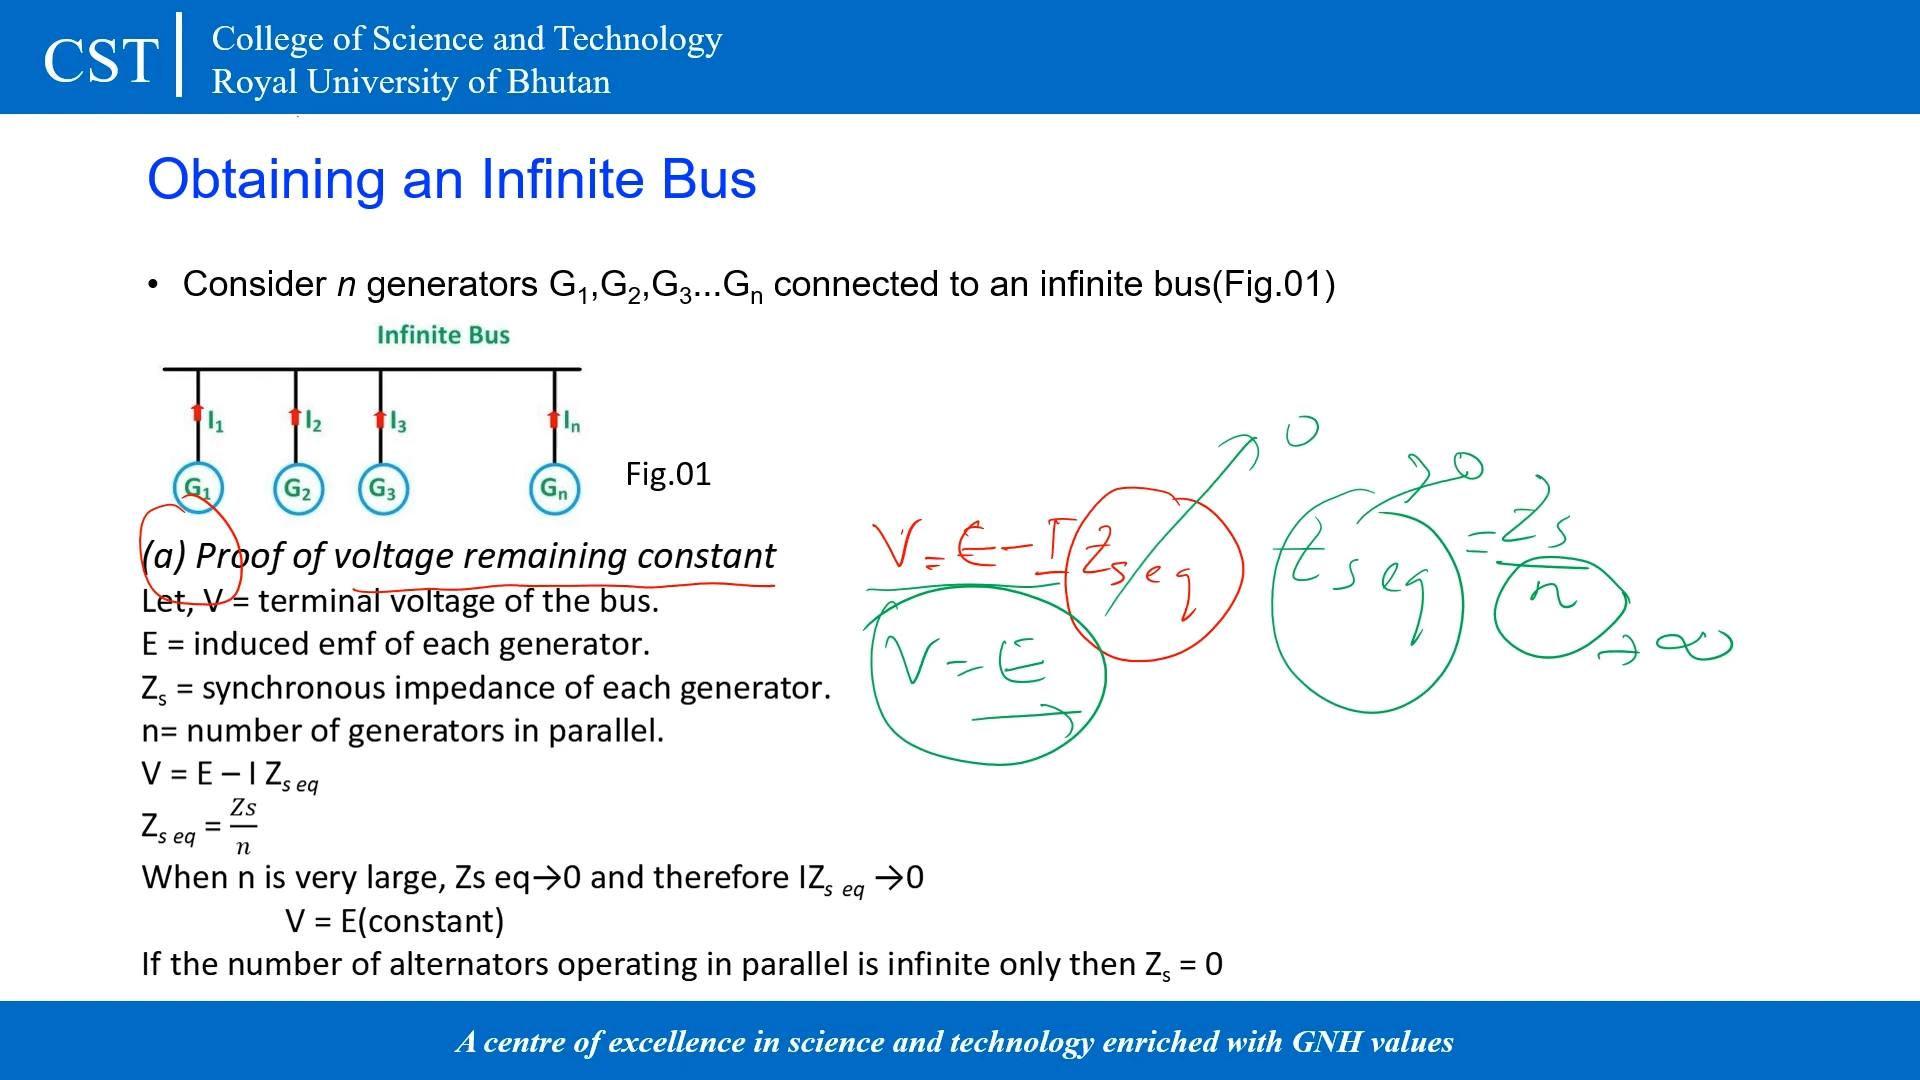 CST
College of Science and Technology
Royal University of Bhutan
Obtaining an Infinite Bus
• Consider n generators G1,G2,G3...Gn connected to an infinite bus(Fig.01)
Infinite Bus
I1 I2 I3 In
G1 G2 G3 Gn
Fig.01
(a) Proof of voltage remaining constant
Let, V = terminal voltage of the bus.
E = induced emf of each generator.
Zs = synchronous impedance of each generator.
n= number of generators in parallel.
V = E – I Zs eq
Zs eq = Zs/n
When n is very large, Zs eq→0 and therefore IZs eq →0
V = E(constant)
If the number of alternators operating in parallel is infinite only then Zs = 0
V = E – I Zs eq → 0
V = E
Zs eq → 0 = Zs/n → ∞
A centre of excellence in science and technology enriched with GNH values